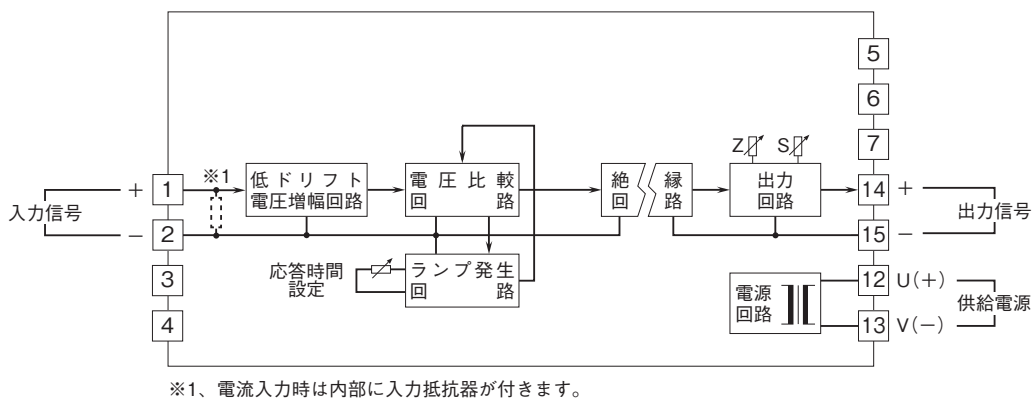 5
6
7
Z S
※1
+ 1
低ドリフト
電圧増幅回路
電圧比較
回路
絶縁
回路
出力
回路
14 +
入力信号
出力信号
− 2
15 −
3
応答時間
設定
ランプ発生
回路
電源
回路
12 U(+)
供給電源
4
13 V(−)
※1、電流入力時は内部に入力抵抗器が付きます。